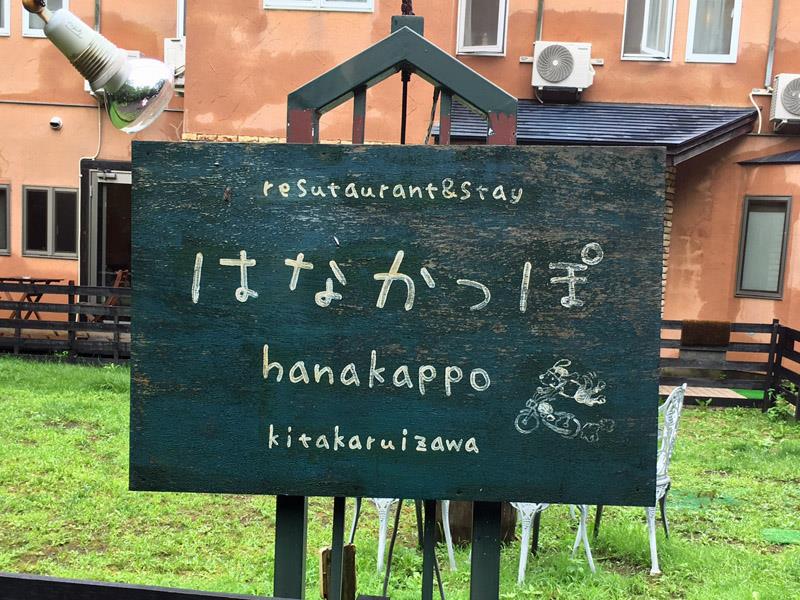 resutaurant&stay
はなかっぽ
hanakappo
kitakaruizawa